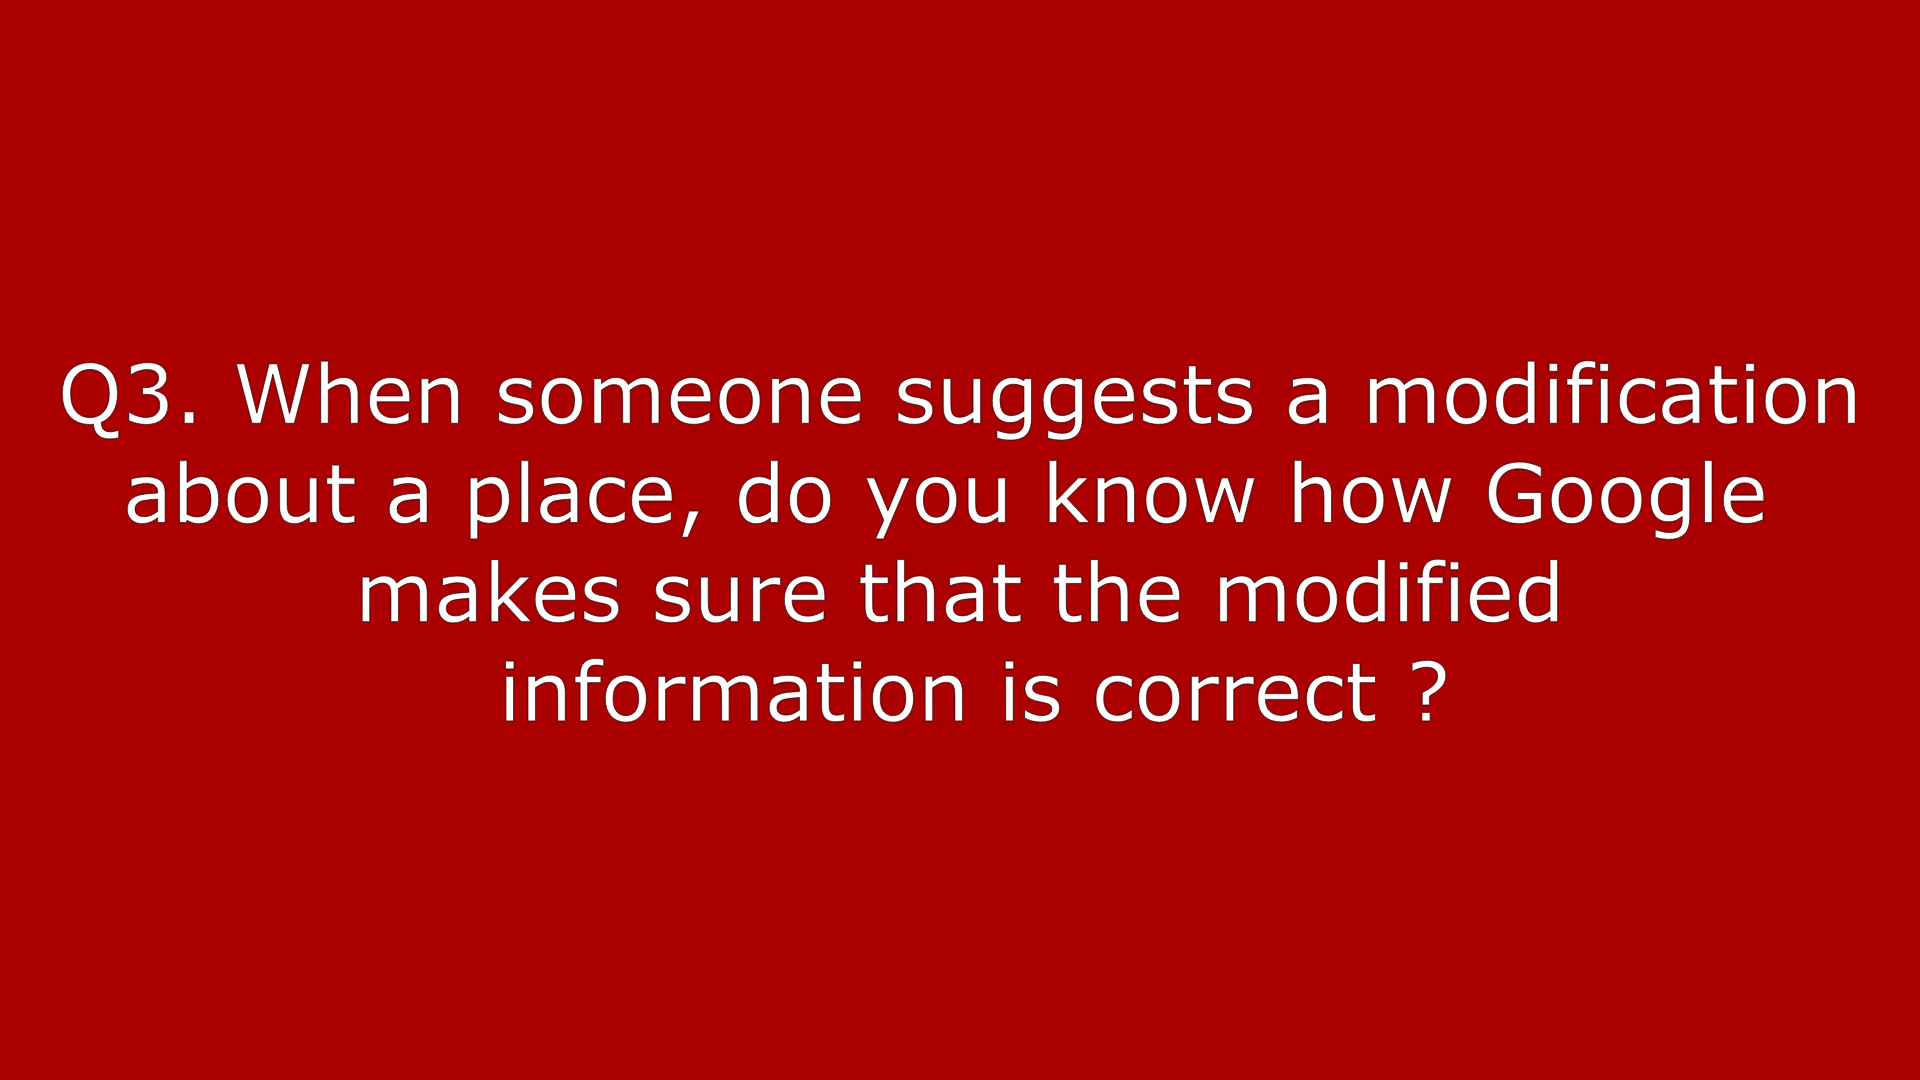 Q3. When someone suggests a modification
about a place, do you know how Google
makes sure that the modified
information is correct ?